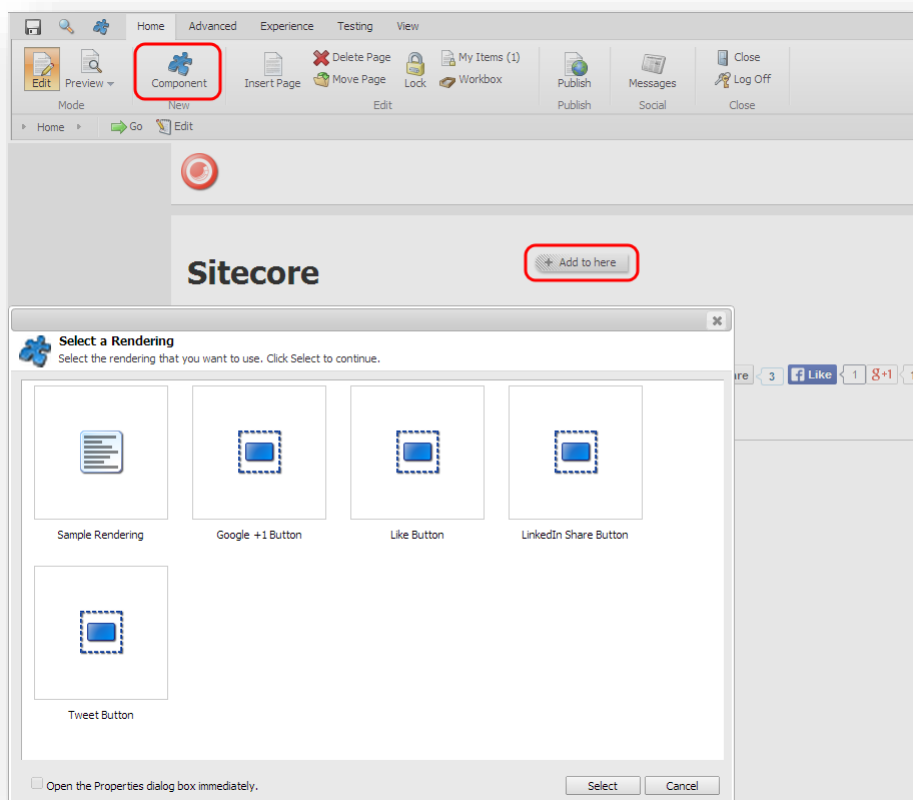 Home Advanced Experience Testing View
Edit Preview Component Insert Page Delete Page Move Page Lock My Items (1) Workbox Publish Messages Close Log Off
Mode New Edit Publish Social Close
Home Go Edit
+ Add to here
Sitecore
Select a Rendering
Select the rendering that you want to use. Click Select to continue.
are 3 f Like 1 g+1 1
Sample Rendering Google +1 Button Like Button LinkedIn Share Button
Tweet Button
Open the Properties dialog box immediately. Select Cancel